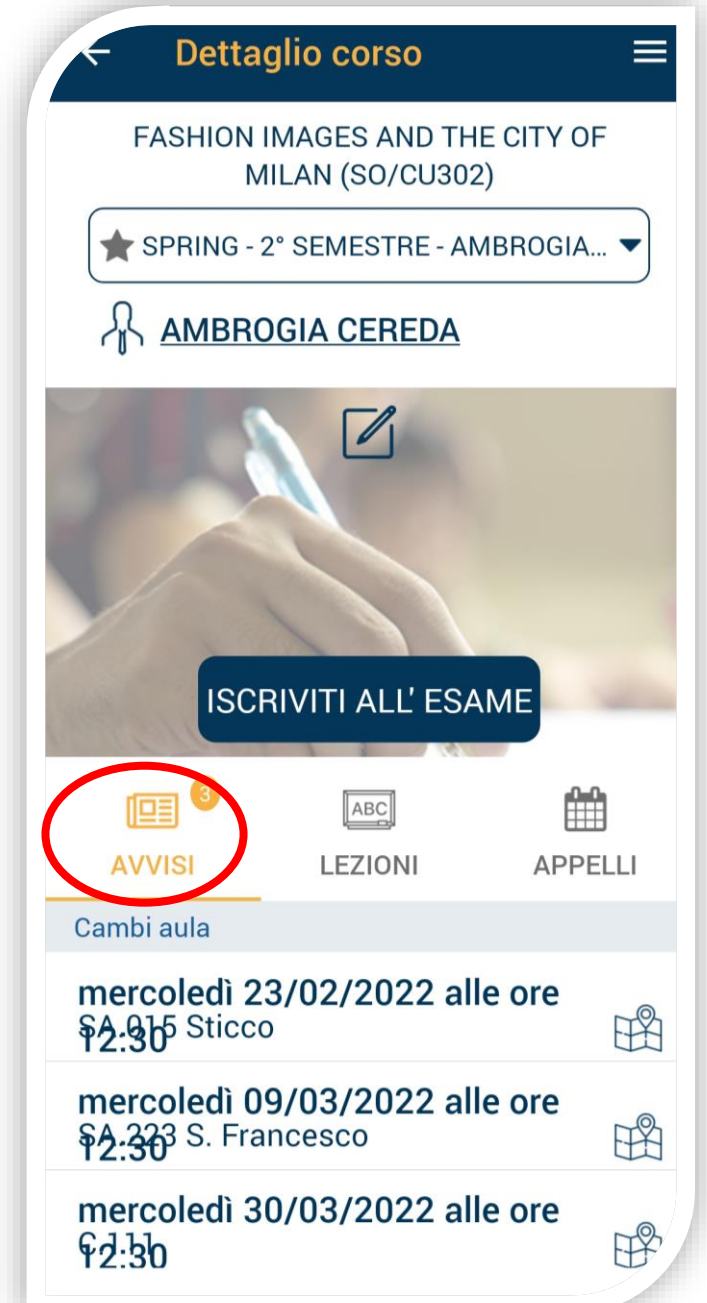 Dettaglio corso
FASHION IMAGES AND THE CITY OF
MILAN (SO/CU302)
SPRING - 2° SEMESTRE - AMBROGIA...
AMBROGIA CEREDA
ISCRIVITI ALL' ESAME
3
ABC
AVVISI LEZIONI APPELLI
Cambi aula
mercoledì 23/02/2022 alle ore
12:30
SA.015 Sticco
mercoledì 09/03/2022 alle ore
12:30
SA.223 S. Francesco
mercoledì 30/03/2022 alle ore
12:30
C.111